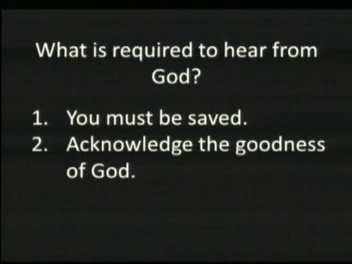 What is required to hear from
God?
1. You must be saved.
2. Acknowledge the goodness
of God.